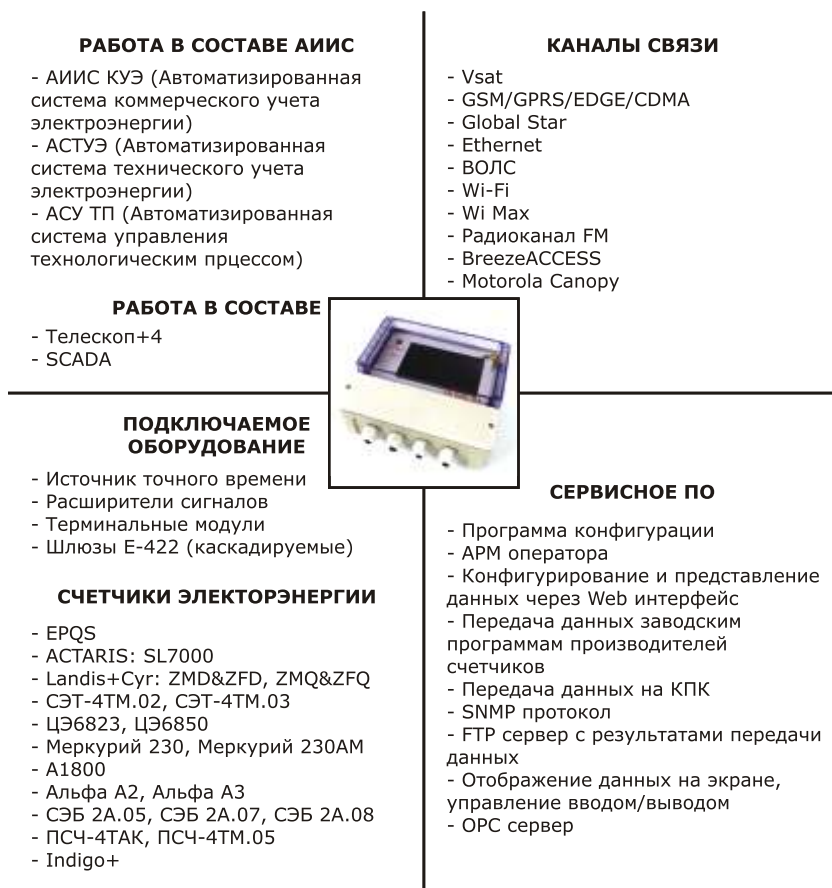 РАБОТА В СОСТАВЕ АИИС
- АИИС КУЭ (Автоматизированная
система коммерческого учета
электроэнергии)
- АСТУЭ (Автоматизированная
система технического учета
электроэнергии)
- АСУ ТП (Автоматизированная
система управления
технологическим прцессом)
РАБОТА В СОСТАВЕ
- Телескоп+4
- SCADA
КАНАЛЫ СВЯЗИ
- Vsat
- GSM/GPRS/EDGE/CDMA
- Global Star
- Ethernet
- ВОЛС
- Wi-Fi
- Wi Max
- Радиоканал FM
- BreezeACCESS
- Motorola Canopy
ПОДКЛЮЧАЕМОЕ
ОБОРУДОВАНИЕ
- Источник точного времени
- Расширители сигналов
- Терминальные модули
- Шлюзы Е-422 (каскадируемые)
СЧЕТЧИКИ ЭЛЕКТОРЭНЕРГИИ
- EPQS
- ACTARIS: SL7000
- Landis+Cyr: ZMD&ZFD, ZMQ&ZFQ
- СЭТ-4ТМ.02, СЭТ-4ТМ.03
- ЦЭ6823, ЦЭ6850
- Меркурий 230, Меркурий 230АМ
- А1800
- Альфа А2, Альфа А3
- СЭБ 2А.05, СЭБ 2А.07, СЭБ 2А.08
- ПСЧ-4ТАК, ПСЧ-4ТМ.05
- Indigo+
СЕРВИСНОЕ ПО
- Программа конфигурации
- АРМ оператора
- Конфигурирование и представление
данных через Web интерфейс
- Передача данных заводским
программам производителей
счетчиков
- Передача данных на КПК
- SNMP протокол
- FTP сервер с результатами передачи
данных
- Отображение данных на экране,
управление вводом/выводом
- ОРС сервер